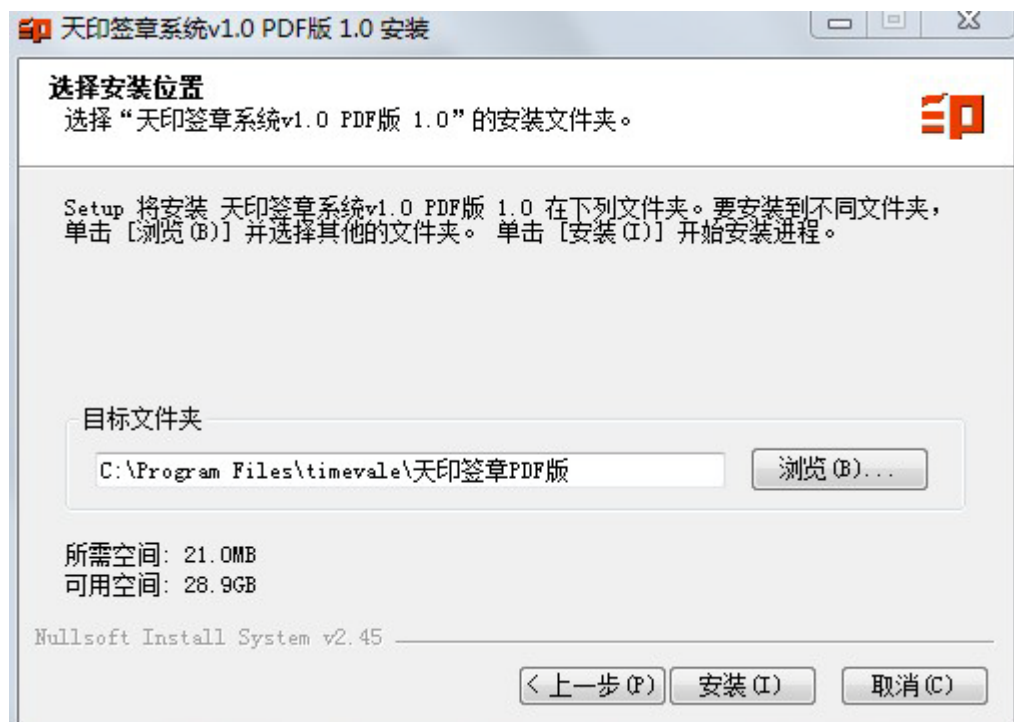 天印签章系统v1.0 PDF版 1.0 安装
选择安装位置
选择“天印签章系统v1.0 PDF版 1.0”的安装文件夹。
Setup 将安装 天印签章系统v1.0 PDF版 1.0 在下列文件夹。要安装到不同文件夹，
单击 [浏览(B)] 并选择其他的文件夹。 单击 [安装(I)] 开始安装进程。
目标文件夹
C:\Program Files\timevale\天印签章PDF版
浏览(B)...
所需空间: 21.0MB
可用空间: 28.9GB
Nullsoft Install System v2.45
< 上一步(P)
安装(I)
取消(C)